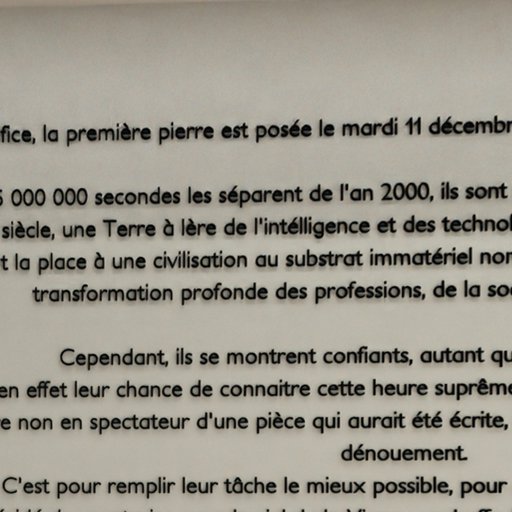 fice, la première pierre est posée le mardi 11 décembr
5 000 000 secondes les séparent de l'an 2000, ils sont
siècle, une Terre à lère de l'intélligence et des technol
t la place à une civilisation au substrat immatériel nom
transformation profonde des professions, de la so
Cependant, ils se montrent confiants, autant qu
en effet leur chance de connaitre cette heure suprême
e non en spectateur d'une pièce qui aurait été écrite,
dénouement.
C'est pour remplir leur tâche le mieux possible, pour